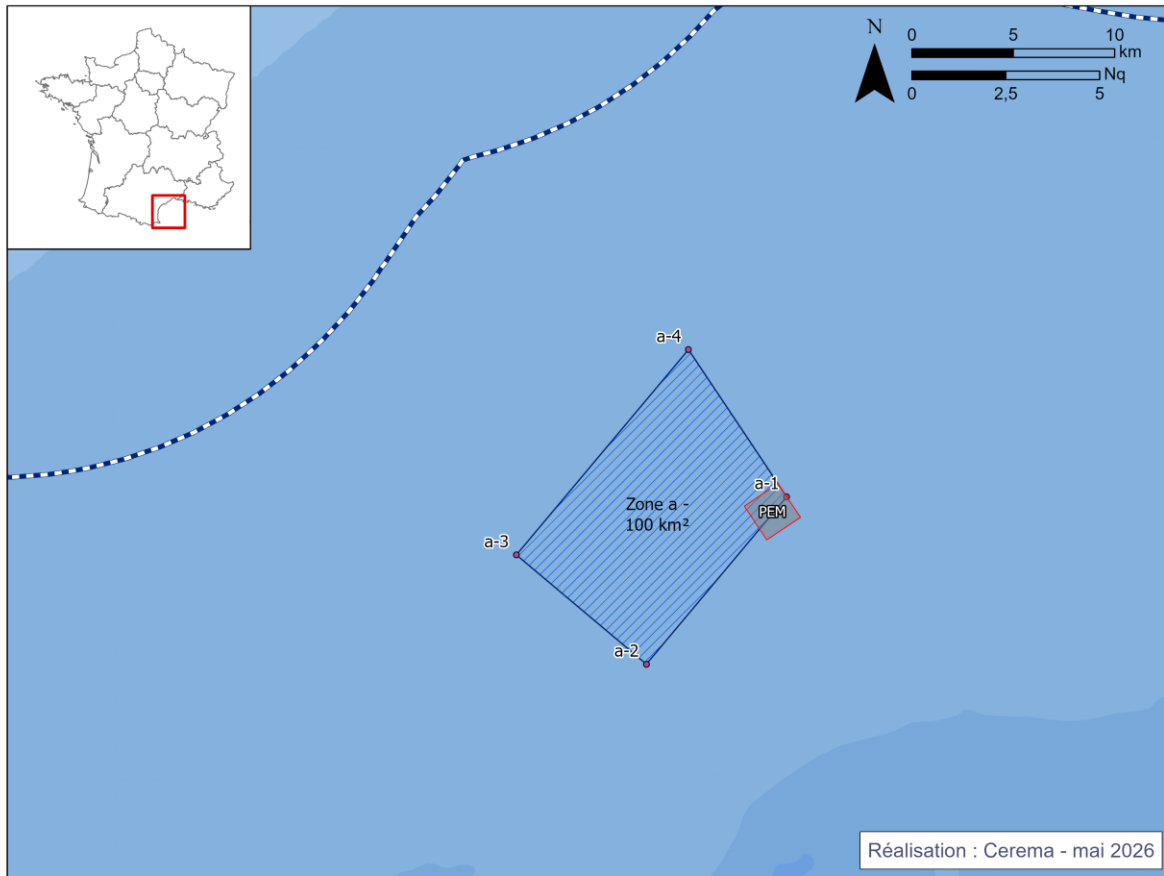 N
0 5 10
km
Nq
0 2,5 5
a-4
a-1
Zone a -
100 km²
PEM
a-3
a-2
Réalisation : Cerema - mai 2026